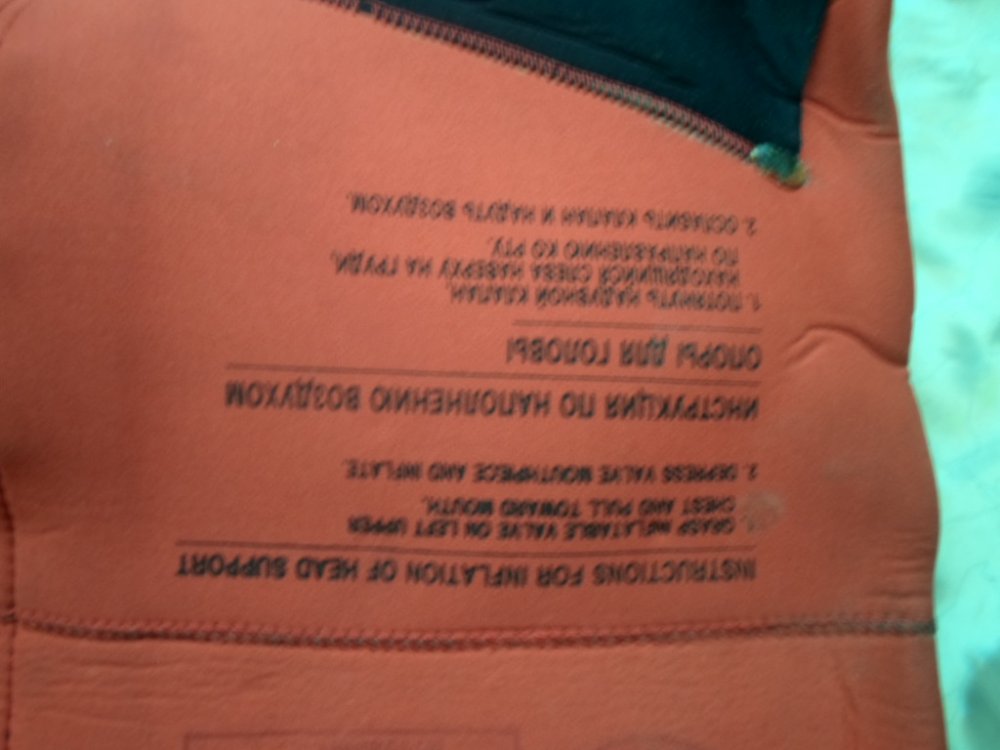 INSTRUCTIONS FOR INFLATION OF HEAD SUPPORT
1. GRASP INFLATABLE VALVE ON LEFT UPPER
CHEST AND PULL TOWARD MOUTH.
2. DEPRESS VALVE MOUTHPIECE AND INFLATE.
ИНСТРУКЦИЯ ПО НАПОЛНЕНИЮ ВОЗДУХОМ
ОПОРЫ ДЛЯ ГОЛОВЫ
1. ПОТЯНУТЬ НАДУВНОЙ КЛАПАН,
НАХОДЯЩИЙСЯ СЛЕВА НАВЕРХУ НА ГРУДИ,
ПО НАПРАВЛЕНИЮ КО РТУ.
2. ОСЛАБИТЬ КЛАПАН И НАДУТЬ ВОЗДУХОМ.